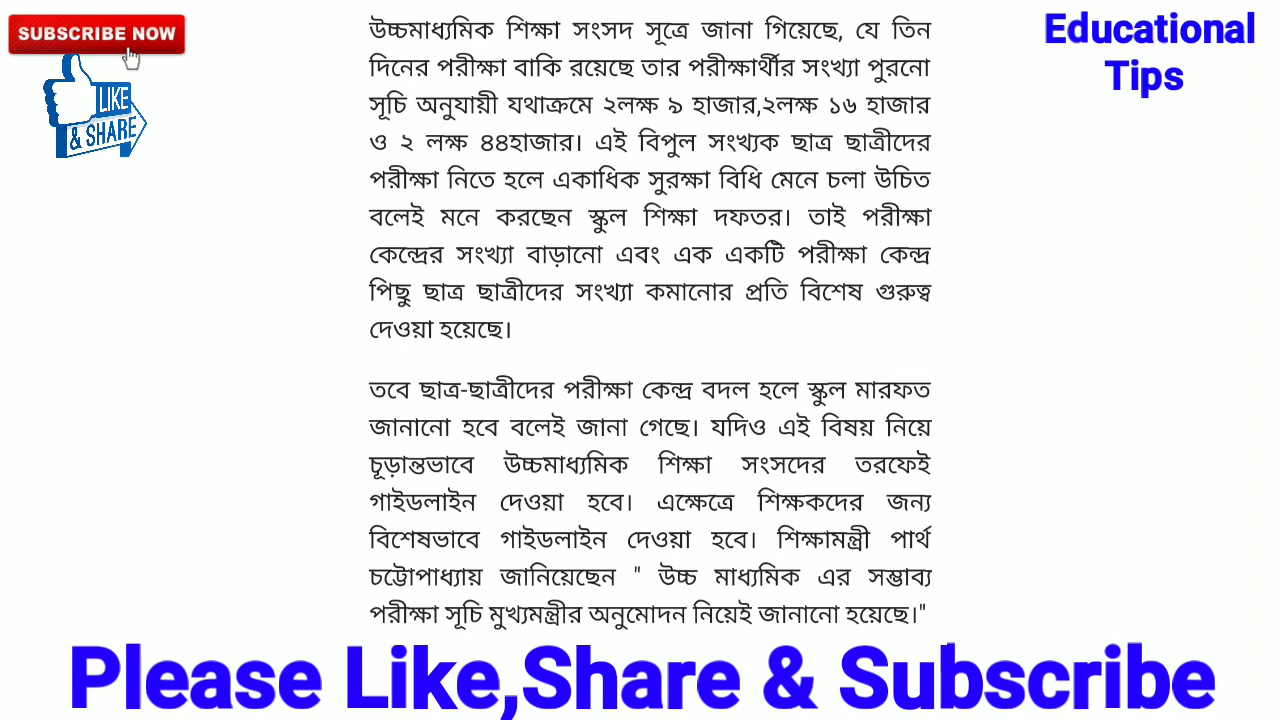 SUBSCRIBE NOW
LIKE
& SHARE
Educational
Tips
উচ্চমাধ্যমিক শিক্ষা সংসদ সূত্রে জানা গিয়েছে, যে তিন
দিনের পরীক্ষা বাকি রয়েছে তার পরীক্ষার্থীর সংখ্যা পুরনো
সূচি অনুযায়ী যথাক্রমে ২লক্ষ ৯ হাজার,২লক্ষ ১৬ হাজার
ও ২ লক্ষ ৪৪হাজার। এই বিপুল সংখ্যক ছাত্র ছাত্রীদের
পরীক্ষা নিতে হলে একাধিক সুরক্ষা বিধি মেনে চলা উচিত
বলেই মনে করছেন স্কুল শিক্ষা দফতর। তাই পরীক্ষা
কেন্দ্রের সংখ্যা বাড়ানো এবং এক একটি পরীক্ষা কেন্দ্র
পিছু ছাত্র ছাত্রীদের সংখ্যা কমানোর প্রতি বিশেষ গুরুত্ব
দেওয়া হয়েছে।
তবে ছাত্র-ছাত্রীদের পরীক্ষা কেন্দ্র বদল হলে স্কুল মারফত
জানানো হবে বলেই জানা গেছে। যদিও এই বিষয় নিয়ে
চূড়ান্তভাবে উচ্চমাধ্যমিক শিক্ষা সংসদের তরফেই
গাইডলাইন দেওয়া হবে। এক্ষেত্রে শিক্ষকদের জন্য
বিশেষভাবে গাইডলাইন দেওয়া হবে। শিক্ষামন্ত্রী পার্থ
চট্টোপাধ্যায় জানিয়েছেন " উচ্চ মাধ্যমিক এর সম্ভাব্য
পরীক্ষা সূচি মুখ্যমন্ত্রীর অনুমোদন নিয়েই জানানো হয়েছে।"
Please Like,Share & Subscribe